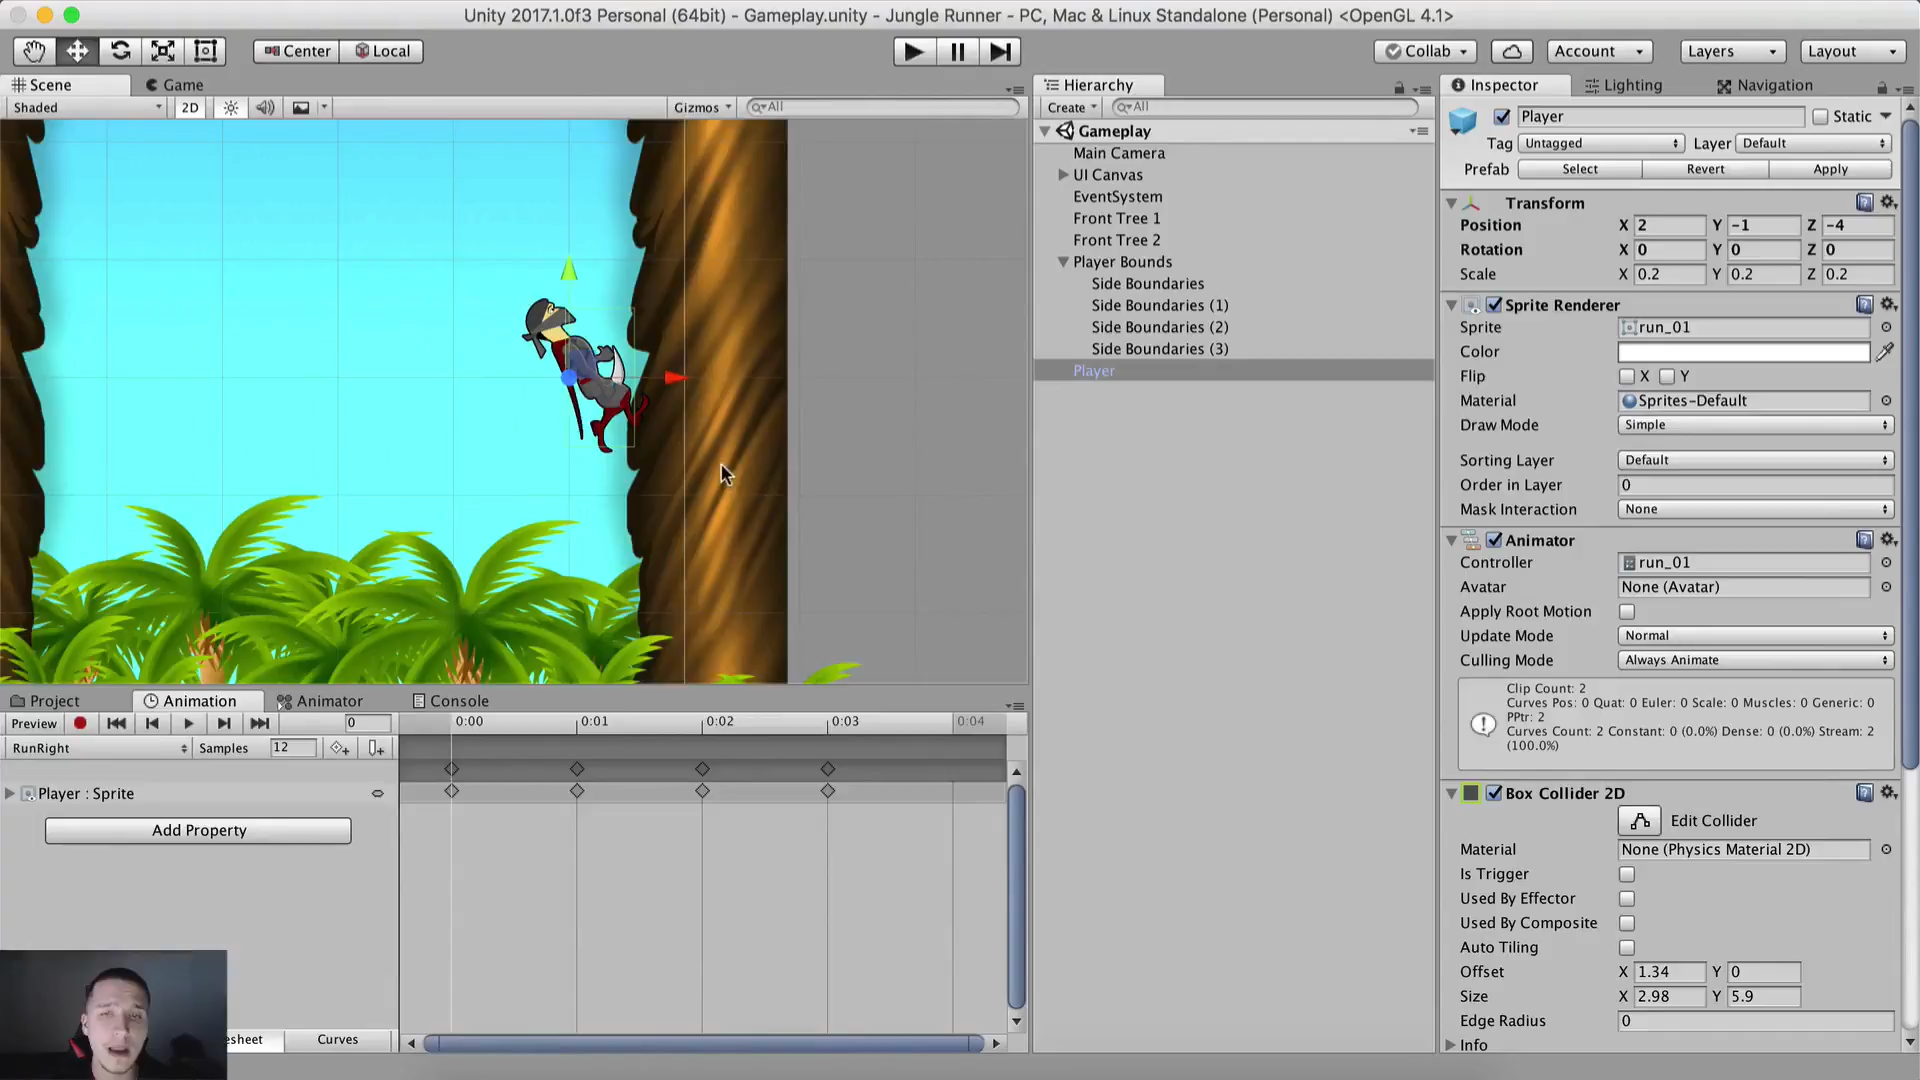 Unity 2017.1.0f3 Personal (64bit) - Gameplay.unity - Jungle Runner - PC, Mac & Linux Standalone (Personal) <OpenGL 4.1>
Center
Local
Collab
Account
Layers
Layout
Scene
Game
Shaded
2D
Gizmos
All
Hierarchy
Create
All
Gameplay
Main Camera
UI Canvas
EventSystem
Front Tree 1
Front Tree 2
Player Bounds
Side Boundaries
Side Boundaries (1)
Side Boundaries (2)
Side Boundaries (3)
Player
Inspector
Lighting
Navigation
Player
Static
Tag Untagged
Layer Default
Prefab Select Revert Apply
Transform
Position X 2 Y -1 Z -4
Rotation X 0 Y 0 Z 0
Scale X 0.2 Y 0.2 Z 0.2
Sprite Renderer
Sprite run_01
Color
Flip X Y
Material Sprites-Default
Draw Mode Simple
Sorting Layer Default
Order in Layer 0
Mask Interaction None
Animator
Controller run_01
Avatar None (Avatar)
Apply Root Motion
Update Mode Normal
Culling Mode Always Animate
Clip Count: 2
Curves Pos: 0 Quat: 0 Euler: 0 Scale: 0 Muscles: 0 Generic: 0
PPtr: 2
Curves Count: 2 Constant: 0 (0.0%) Dense: 0 (0.0%) Stream: 2
(100.0%)
Box Collider 2D
Edit Collider
Material None (Physics Material 2D)
Is Trigger
Used By Effector
Used By Composite
Auto Tiling
Offset X 1.34 Y 0
Size X 2.98 Y 5.9
Edge Radius 0
Info
Project
Animation
Animator
Console
Preview
0
0:00 0:01 0:02 0:03 0:04
RunRight
Samples 12
Player : Sprite
Add Property
esheet
Curves